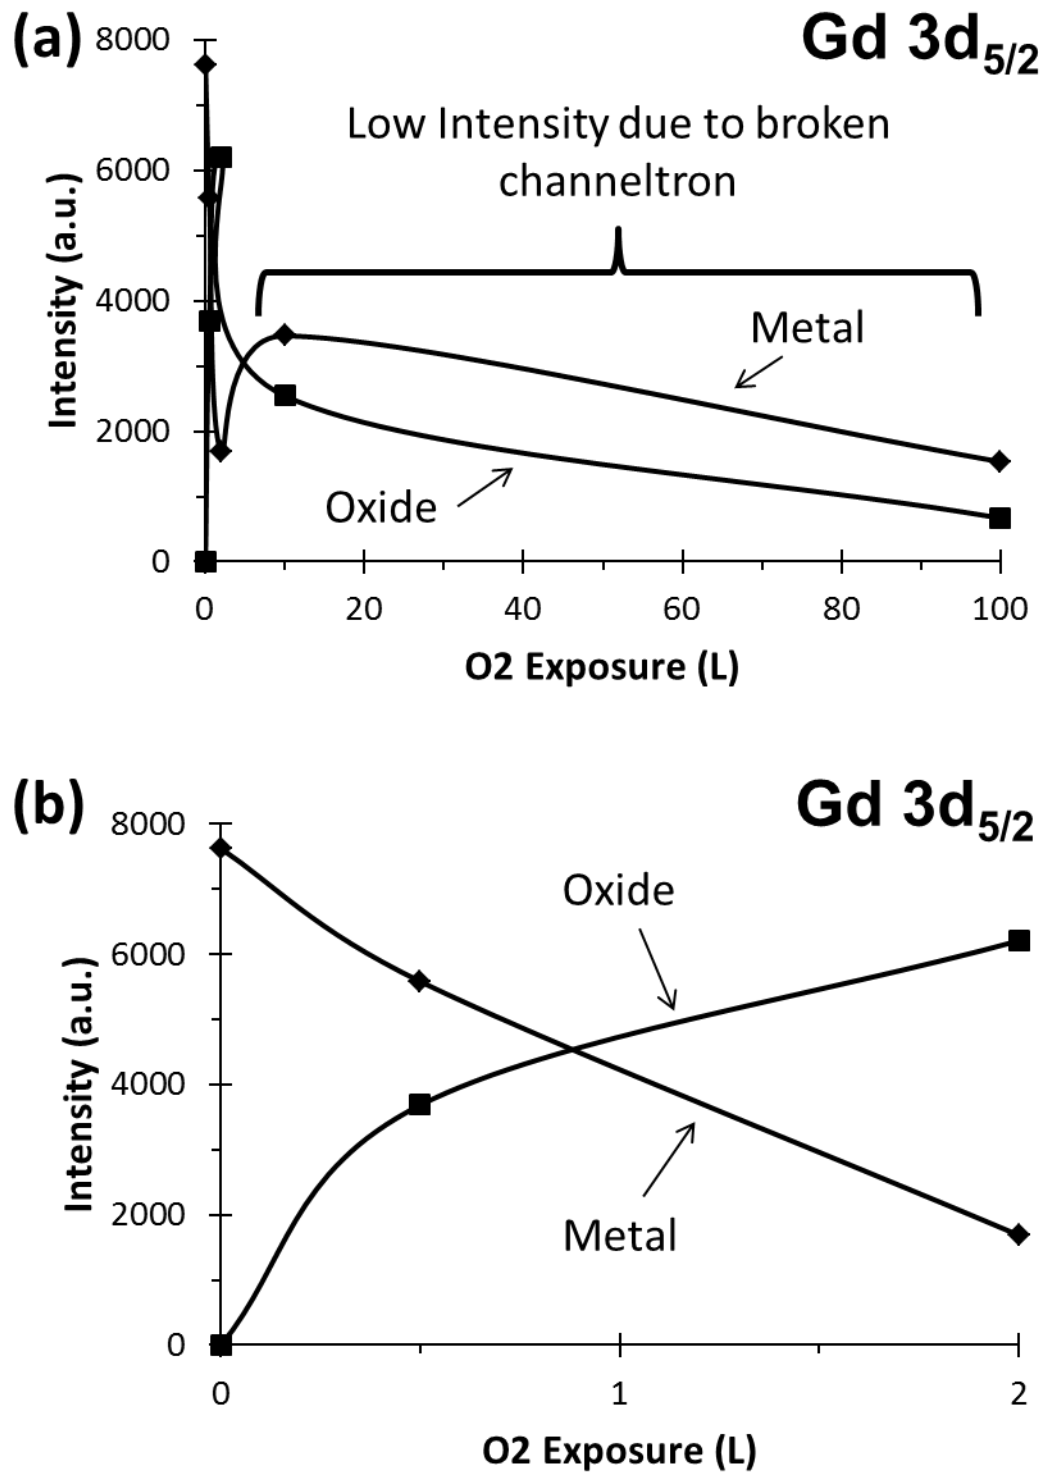 (a)
Gd 3d5/2
8000
6000
4000
2000
0
Intensity (a.u.)
Low Intensity due to broken
channeltron
Metal
Oxide
0 20 40 60 80 100
O2 Exposure (L)
(b)
Gd 3d5/2
8000
6000
4000
2000
0
Intensity (a.u.)
Oxide
Metal
0 1 2
O2 Exposure (L)